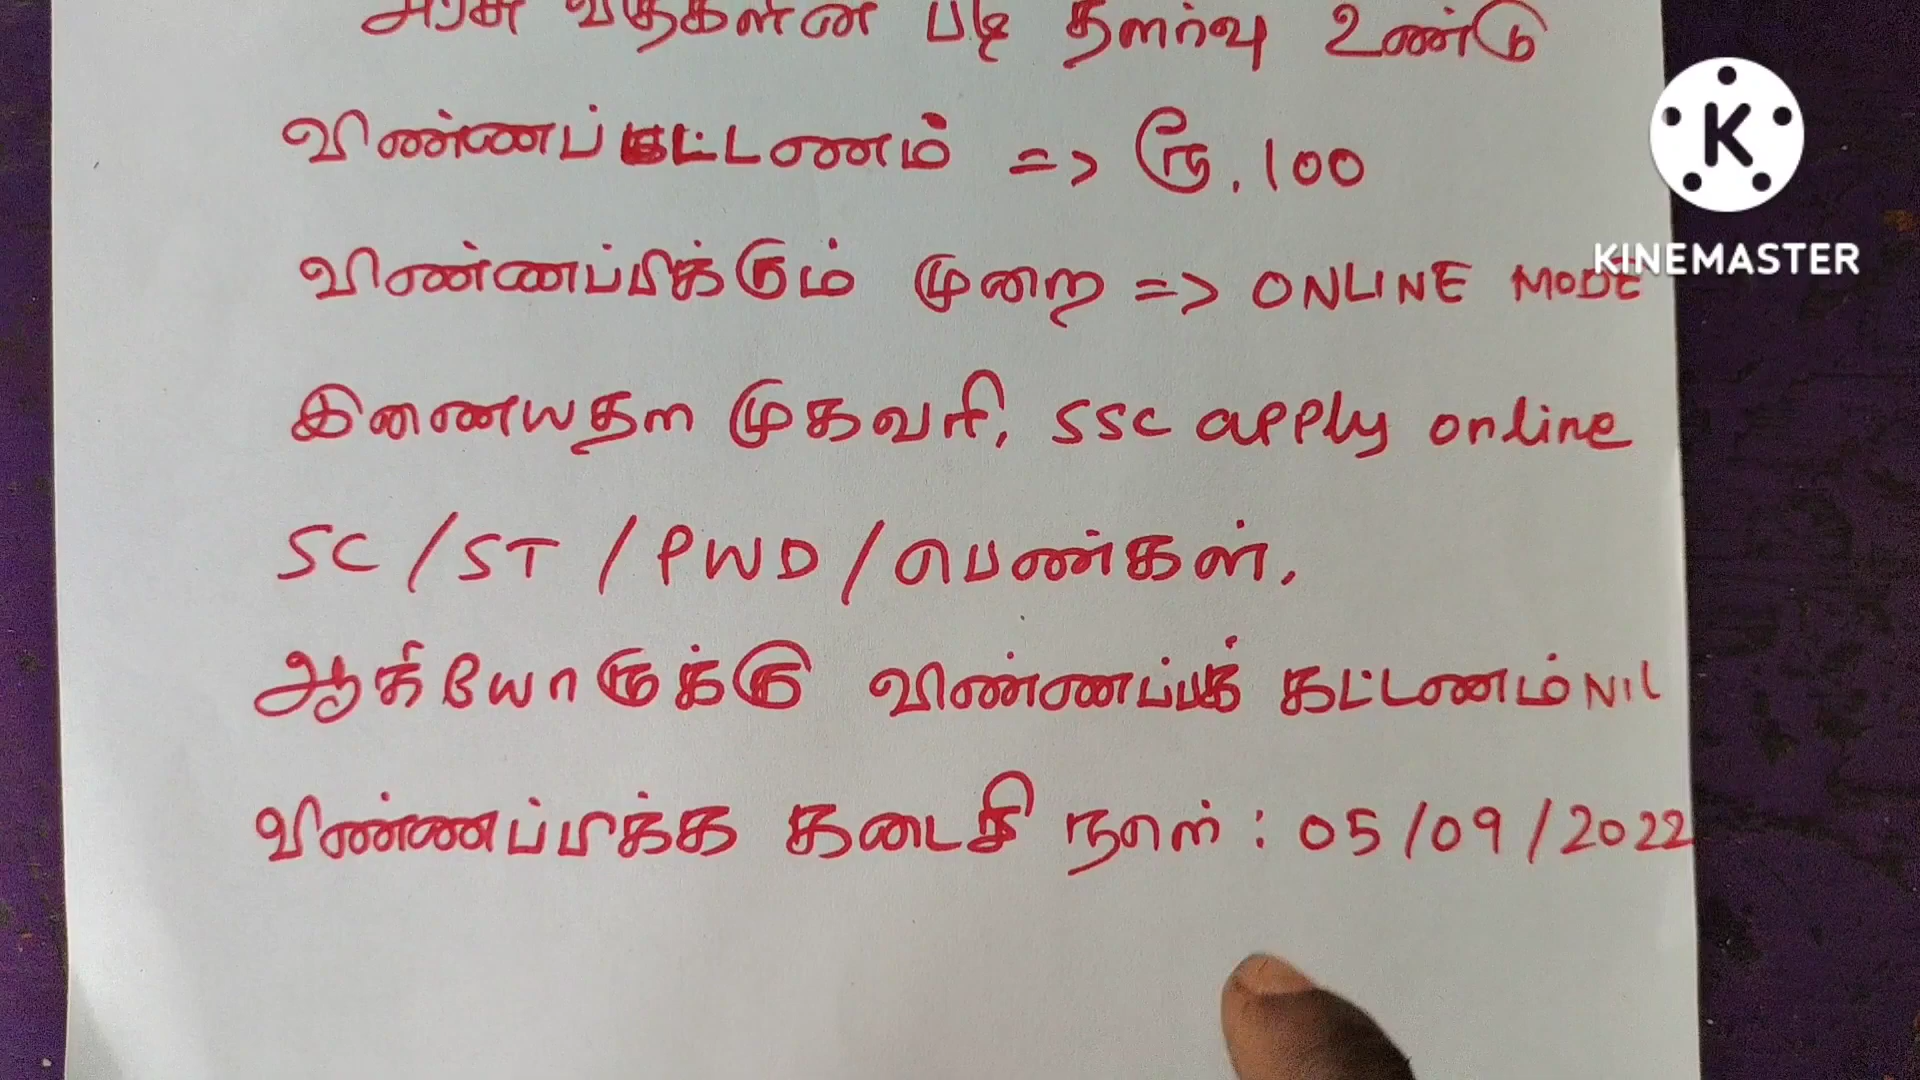 அரசு விதிகளின் படி தளர்வு உண்டு
விண்ணப் கட்டணம் => ரூ. 100
விண்ணப்பிக்கும் முறை => ONLINE MODE
இணையதள முகவரி, SSC apply online
SC / ST / PWD / பெண்கள்.
ஆகியோருக்கு விண்ணப்பக் கட்டணம் NIL
விண்ணப்பிக்க கடைசி நாள் : 05/09/2022
KINEMASTER